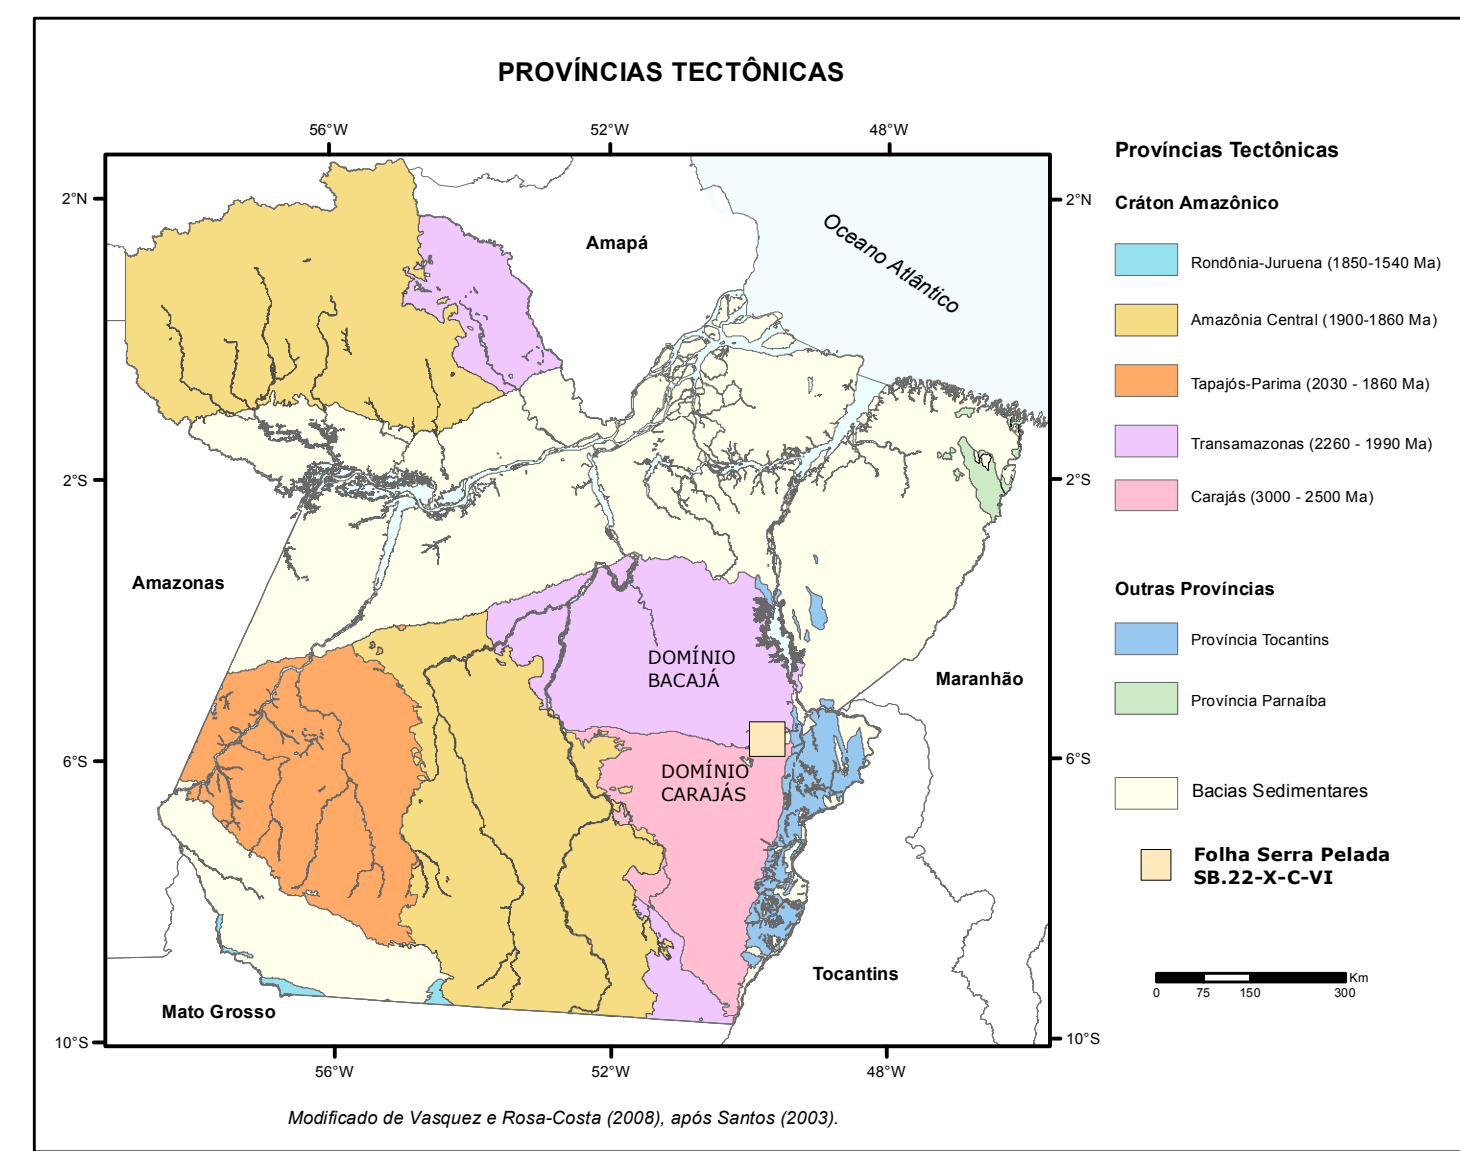 PROVÍNCIAS TECTÔNICAS
56°W
52°W
48°W
2°N
2°N
2°S
2°S
6°S
6°S
10°S
10°S
56°W
52°W
48°W
Amapá
Oceano Atlântico
Amazonas
DOMÍNIO
BACAJÁ
Maranhão
DOMÍNIO
CARAJÁS
Tocantins
Mato Grosso
Modificado de Vasquez e Rosa-Costa (2008), após Santos (2003).
Províncias Tectônicas
Cráton Amazônico
Rondônia-Juruena (1850-1540 Ma)
Amazônia Central (1900-1860 Ma)
Tapajós-Parima (2030 - 1860 Ma)
Transamazonas (2260 - 1990 Ma)
Carajás (3000 - 2500 Ma)
Outras Províncias
Província Tocantins
Província Parnaíba
Bacias Sedimentares
Folha Serra Pelada
SB.22-X-C-VI
Km
0 75 150 300